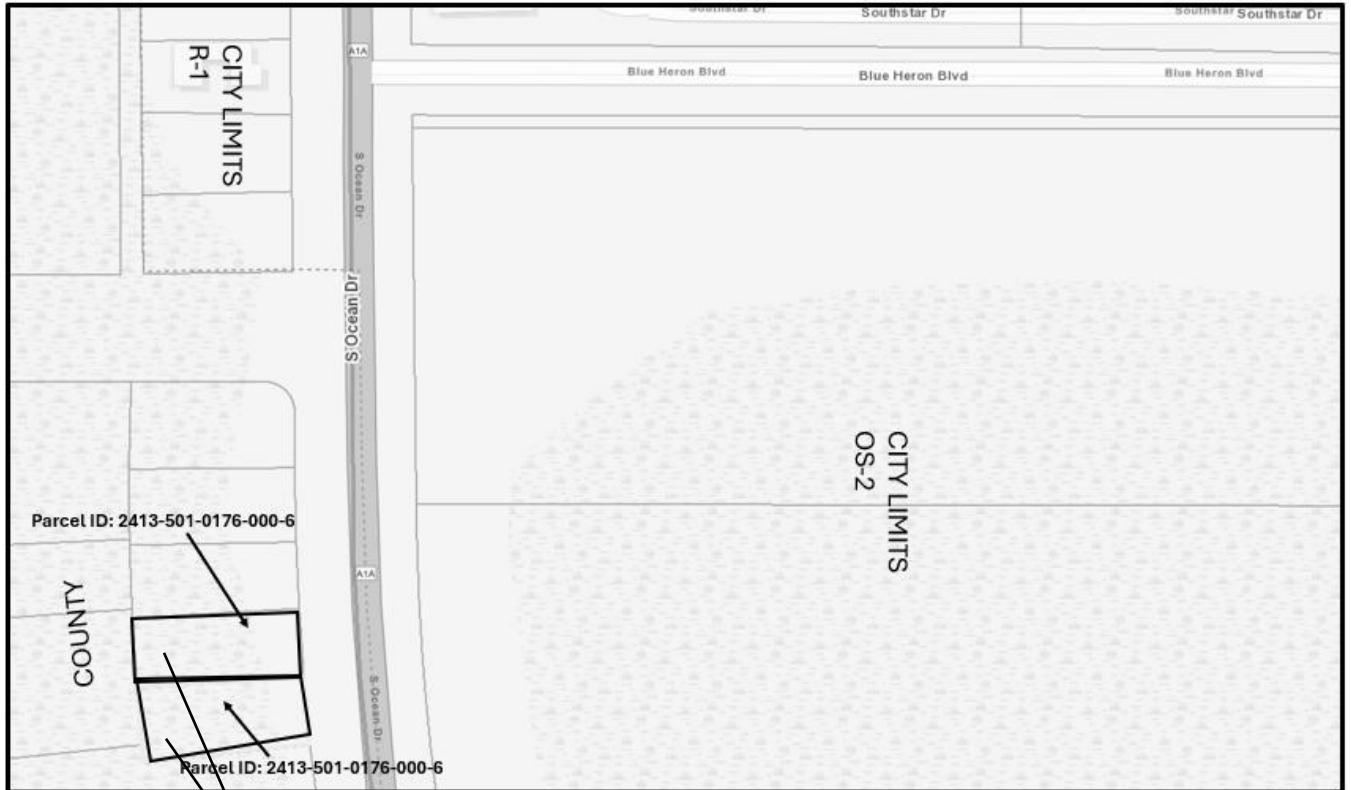 Southstar Dr
Southstar Dr
Southstar
Southstar Dr
A1A
Blue Heron Blvd
Blue Heron Blvd
Blue Heron Blvd
CITY LIMITS
R-1
S Ocean Dr
S Ocean Dr
CITY LIMITS
OS-2
Parcel ID: 2413-501-0176-000-6
A1A
COUNTY
S Ocean Dr
Parcel ID: 2413-501-0176-000-6